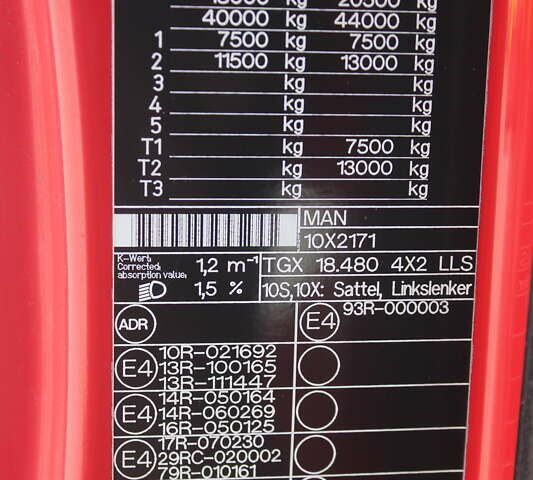 18000 kg 20500 kg
40000 kg 44000 kg
1 7500 kg 7500 kg
2 11500 kg 13000 kg
3 kg kg
4 kg kg
5 kg kg
T1 kg 7500 kg
T2 kg 13000 kg
T3 kg kg
MAN
10X2171
K-Wert:
Corrected
absorption value: 1,2 m⁻¹
TGX 18.480 4X2 LLS
1,5 %
10S,10X: Sattel, Linkslenker
ADR
E4 93R-000003
10R-021692
E4 13R-100165
13R-111447
14R-050164
E4 14R-060269
16R-050125
17R-070230
E4 29RC-020002
79R-010161